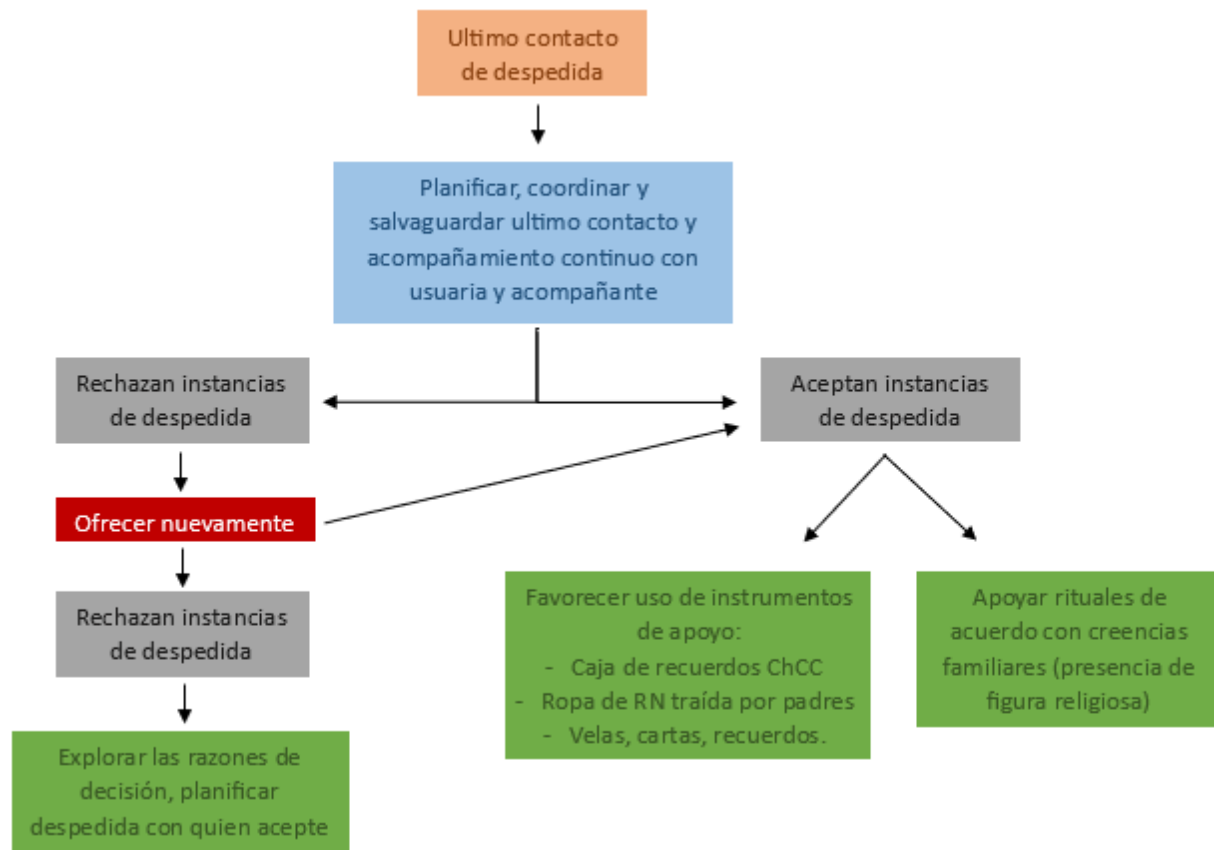 Ultimo contacto
de despedida
Planificar, coordinar y
salvaguardar ultimo contacto y
acompañamiento continuo con
usuaria y acompañante
Rechazan instancias
de despedida
Aceptan instancias
de despedida
Ofrecer nuevamente
Rechazan instancias
de despedida
Explorar las razones de
decisión, planificar
despedida con quien acepte
Favorecer uso de instrumentos
de apoyo:
- Caja de recuerdos ChCC
- Ropa de RN traída por padres
- Velas, cartas, recuerdos.
Apoyar rituales de
acuerdo con creencias
familiares (presencia de
figura religiosa)